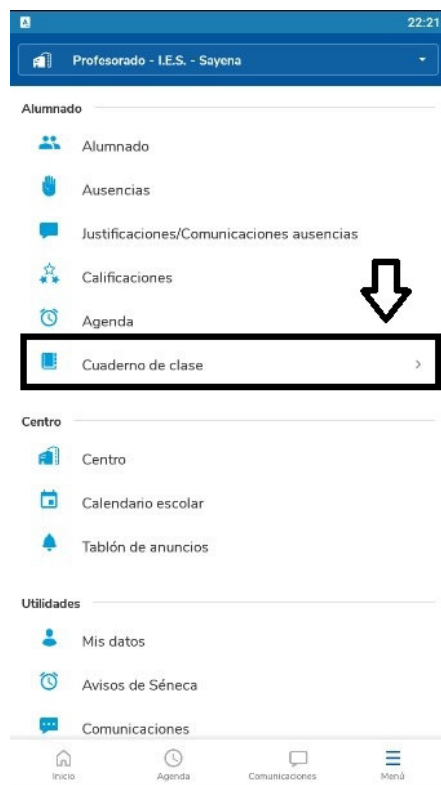 22:21
Profesorado - I.E.S. - Sayena
Alumnado
Alumnado
Ausencias
Justificaciones/Comunicaciones ausencias
Calificaciones
Agenda
Cuaderno de clase
Centro
Centro
Calendario escolar
Tablón de anuncios
Utilidades
Mis datos
Avisos de Séneca
Comunicaciones
Inicio Agenda Comunicaciones Menú